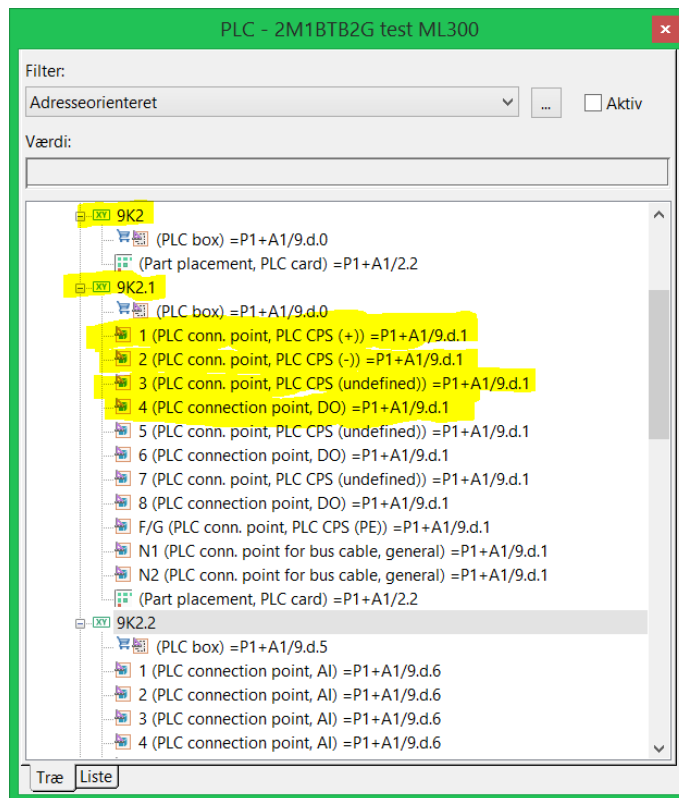 PLC - 2M1BTB2G test ML300
x
Filter:
Adresseorienteret
...
Aktiv
Værdi:
XY 9K2
(PLC box) =P1+A1/9.d.0
(Part placement, PLC card) =P1+A1/2.2
XY 9K2.1
(PLC box) =P1+A1/9.d.0
1 (PLC conn. point, PLC CPS (+)) =P1+A1/9.d.1
2 (PLC conn. point, PLC CPS (-)) =P1+A1/9.d.1
3 (PLC conn. point, PLC CPS (undefined)) =P1+A1/9.d.1
4 (PLC connection point, DO) =P1+A1/9.d.1
5 (PLC conn. point, PLC CPS (undefined)) =P1+A1/9.d.1
6 (PLC connection point, DO) =P1+A1/9.d.1
7 (PLC conn. point, PLC CPS (undefined)) =P1+A1/9.d.1
8 (PLC connection point, DO) =P1+A1/9.d.1
F/G (PLC conn. point, PLC CPS (PE)) =P1+A1/9.d.1
N1 (PLC conn. point for bus cable, general) =P1+A1/9.d.1
N2 (PLC conn. point for bus cable, general) =P1+A1/9.d.1
(Part placement, PLC card) =P1+A1/2.2
XY 9K2.2
(PLC box) =P1+A1/9.d.5
1 (PLC connection point, AI) =P1+A1/9.d.6
2 (PLC connection point, AI) =P1+A1/9.d.6
3 (PLC connection point, AI) =P1+A1/9.d.6
4 (PLC connection point, AI) =P1+A1/9.d.6
Træ Liste